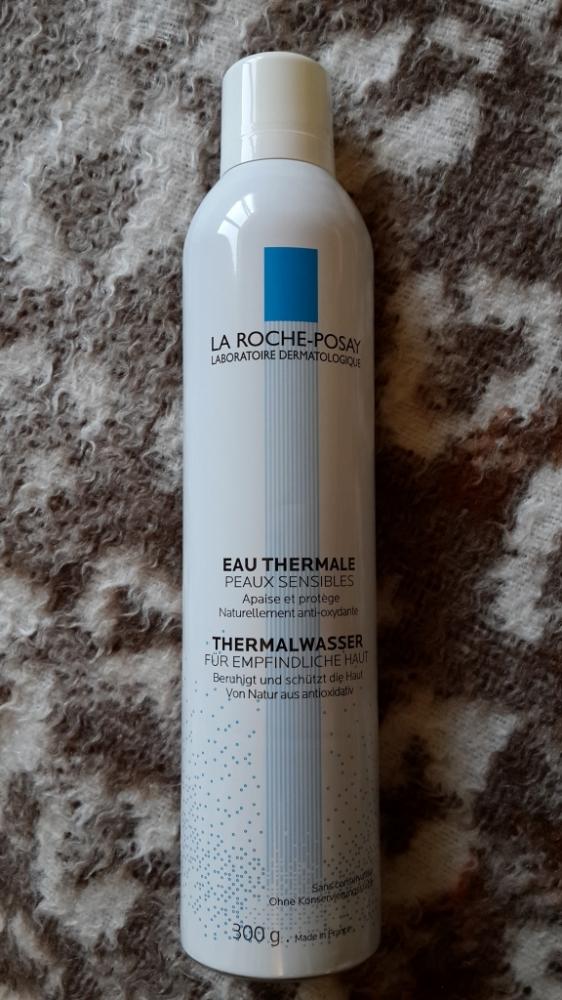 LA ROCHE-POSAY
LABORATOIRE DERMATOLOGIQUE
EAU THERMALE
PEAUX SENSIBLES
Apaise et protège
Naturellement anti-oxydante
THERMALWASSER
FÜR EMPFINDLICHE HAUT
Beruhigt und schützt die Haut
Von Natur aus antioxidativ
Sans
Ohne
300 g. Made in France